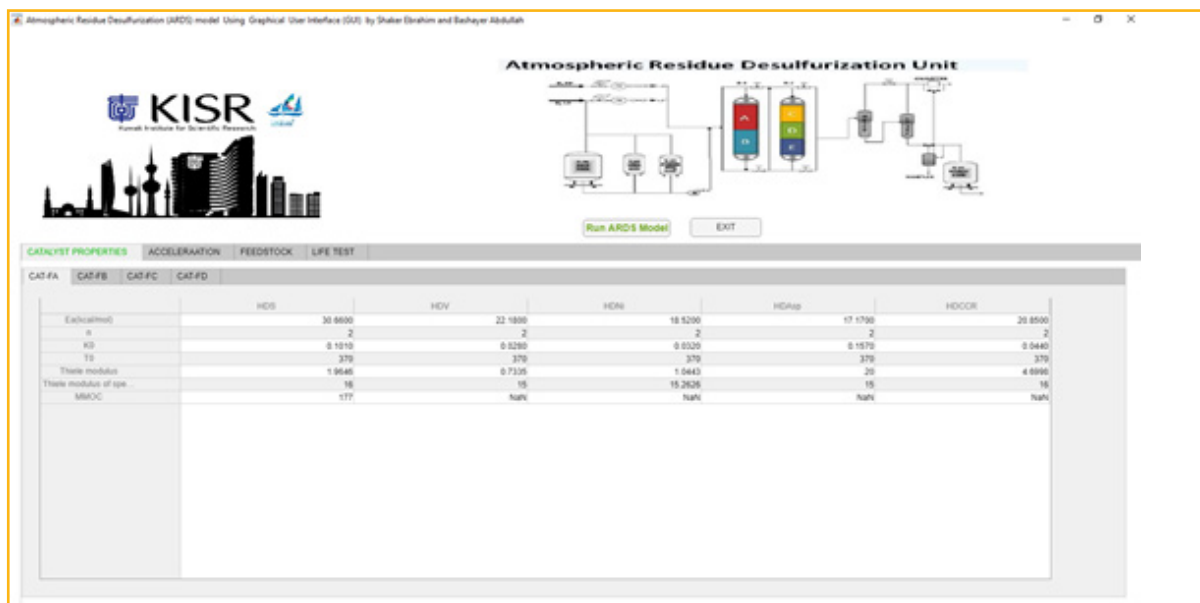 Atmospheric Residue Desulfurization (ARDS) model Using Graphical User Interface (GUI) by Shaker Ebrahim and Bashayer Abdullah
Atmospheric Residue Desulfurization Unit
KISR
Kuwait Institute for Scientific Research
A
B
C
D
E
Run ARDS Model EXIT
CATALYST PROPERTIES ACCELERAATION FEEDSTOCK LIFE TEST
CAT-FA CAT-FB CAT-FC CAT-FD
HDS HDV HDNi HDAsp HDCCR
Ea(kcal/mol) 30.6600 22.1800 18.5200 17.1700 20.8500
n 2 2 2 2 2
K0 0.1010 0.0280 0.0320 0.1570 0.0440
T0 370 370 370 370 370
Thiele modulus 1.9646 0.7335 1.0443 20 4.6998
Thiele modulus of spe... 16 15 15.2626 15 16
MMOC 177 NaN NaN NaN NaN